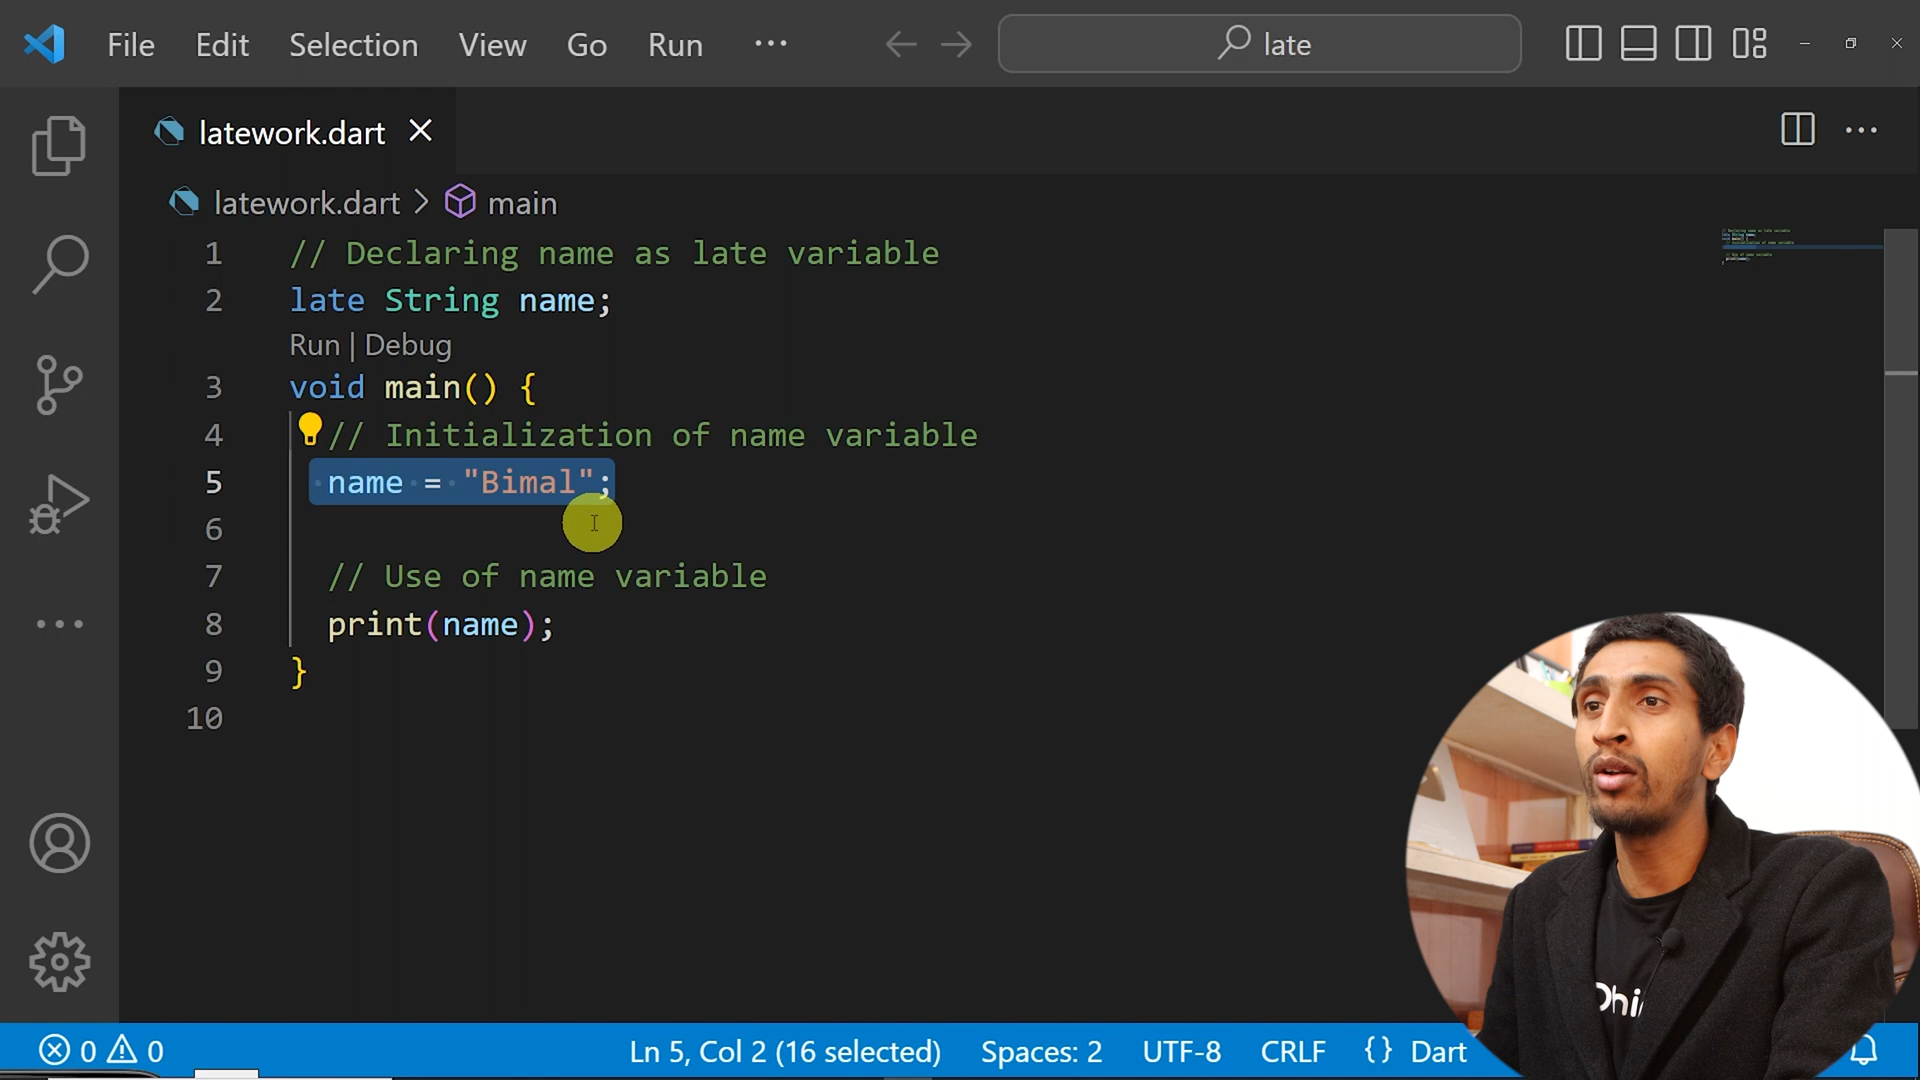 File Edit Selection View Go Run ··· late
latework.dart
latework.dart > main
1 // Declaring name as late variable
2 late String name;
Run | Debug
3 void main() {
4 // Initialization of name variable
5 name = "Bimal";
6
7 // Use of name variable
8 print(name);
9 }
10
0 0 Ln 5, Col 2 (16 selected) Spaces: 2 UTF-8 CRLF {} Dart